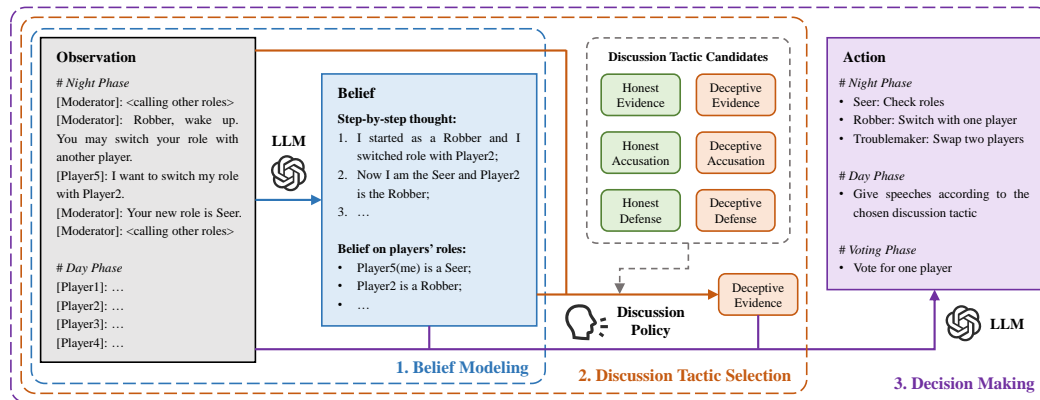 Observation
# Night Phase
[Moderator]: <calling other roles>
[Moderator]: Robber, wake up.
You may switch your role with
another player.
[Player5]: I want to switch my role
with Player2.
[Moderator]: Your new role is Seer.
[Moderator]: <calling other roles>
# Day Phase
[Player1]: …
[Player2]: …
[Player3]: …
[Player4]: …
LLM
Belief
Step-by-step thought:
1. I started as a Robber and I
switched role with Player2;
2. Now I am the Seer and Player2
is the Robber;
3. …
Belief on players' roles:
• Player5(me) is a Seer;
• Player2 is a Robber;
• …
1. Belief Modeling
Discussion Tactic Candidates
Honest
Evidence
Deceptive
Evidence
Honest
Accusation
Deceptive
Accusation
Honest
Defense
Deceptive
Defense
Discussion
Policy
Deceptive
Evidence
2. Discussion Tactic Selection
Action
# Night Phase
• Seer: Check roles
• Robber: Switch with one player
• Troublemaker: Swap two players
# Day Phase
• Give speeches according to the
chosen discussion tactic
# Voting Phase
• Vote for one player
LLM
3. Decision Making